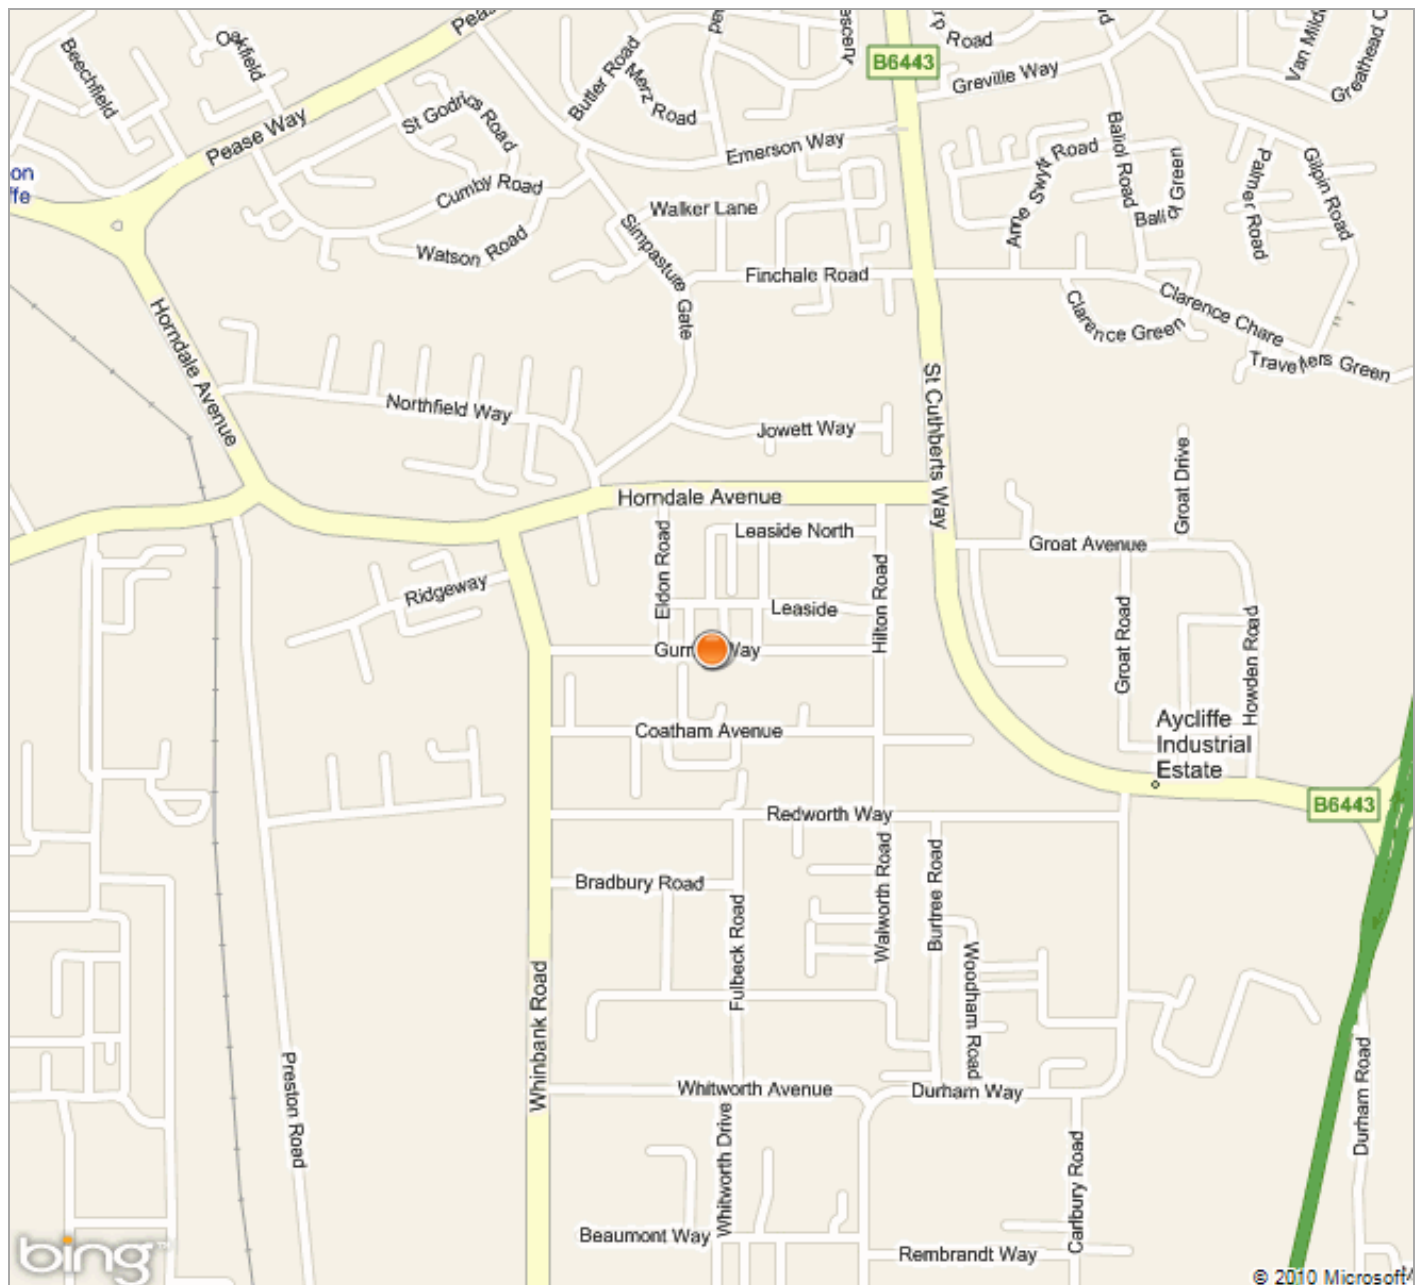 Beechfield
Oakfield
Butler Road
Merz Road
Road
B6443
Greville Way
Van Mild
Greathead C
Pease Way
St Godrics Road
Emerson Way
Anne Swyft Road
Baliol Road
Baliol Green
Palmer Road
Gilpin Road
on
ffe
Cumby Road
Walker Lane
Watson Road
Simpasture Gate
Finchale Road
Clarence Green
Clarence Chare
Travellers Green
Horndale Avenue
Northfield Way
Jowett Way
St Cuthberts Way
Groat Drive
Horndale Avenue
Leaside North
Groat Avenue
Eldon Road
Hilton Road
Ridgeway
Leaside
Groat Road
Howden Road
Way
Coatham Avenue
Aycliffe
Industrial
Estate
B6443
Redworth Way
Bradbury Road
Walworth Road
Burtree Road
Fulbeck Road
Woodham Road
Whinbank Road
Preston Road
Whitworth Avenue
Durham Way
Durham Road
Whitworth Drive
Carlbury Road
Beaumont Way
Rembrandt Way
bing™
© 2010 Microsoft